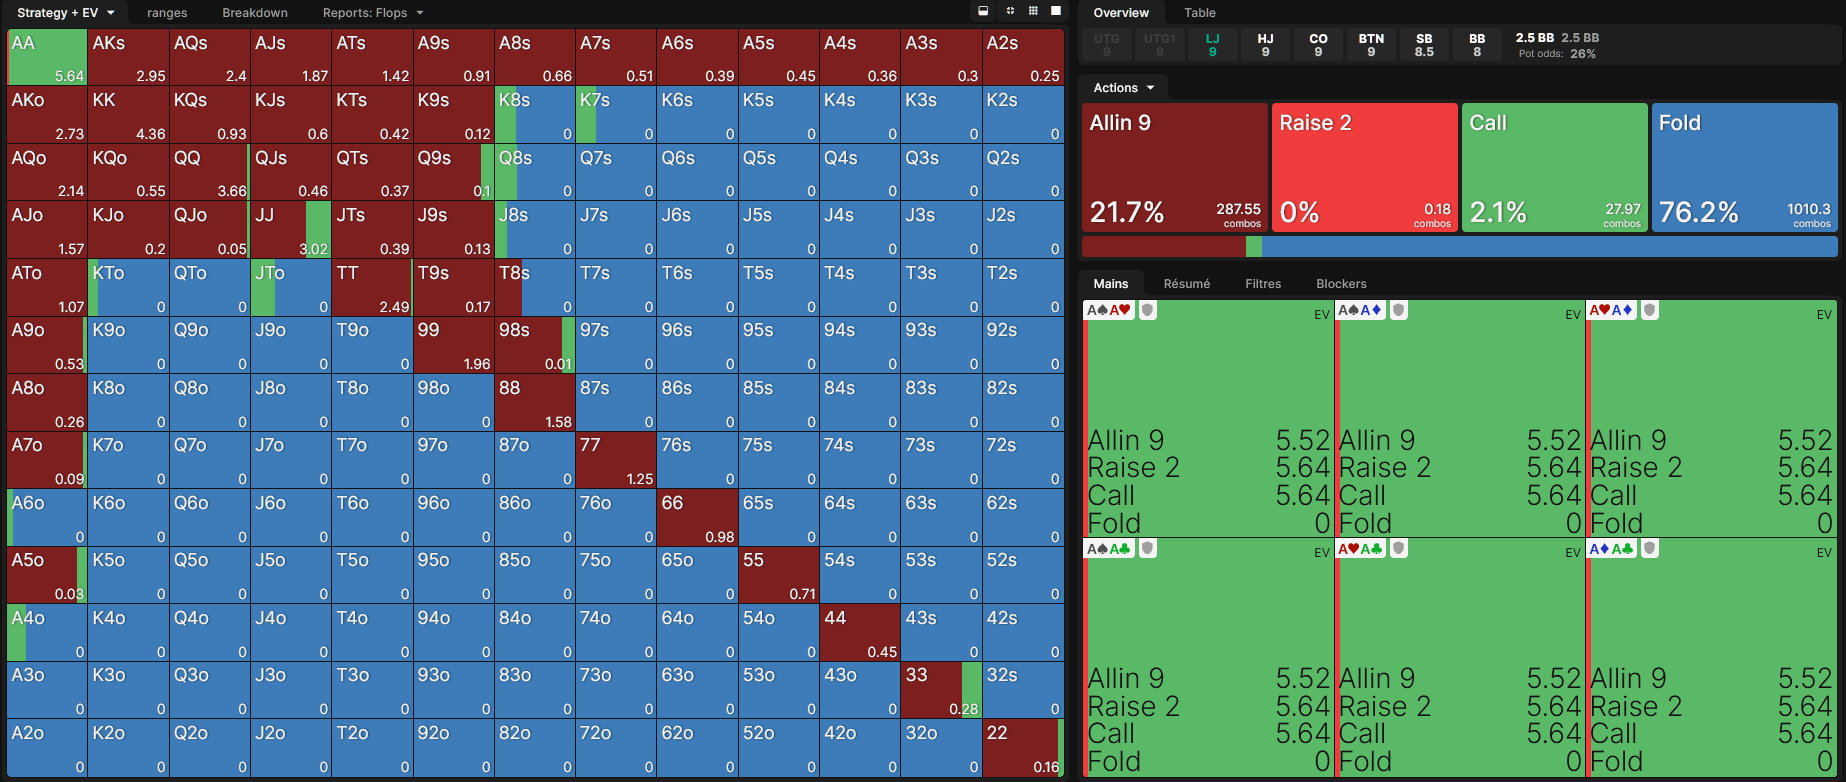 Strategy + EV ranges Breakdown Reports: Flops
AA 5.64 AKs 2.95 AQs 2.4 AJs 1.87 ATs 1.42 A9s 0.91 A8s 0.66 A7s 0.51 A6s 0.39 A5s 0.45 A4s 0.36 A3s 0.3 A2s 0.25
AKo 2.73 KK 4.36 KQs 0.93 KJs 0.6 KTs 0.42 K9s 0.12 K8s 0 K7s 0 K6s 0 K5s 0 K4s 0 K3s 0 K2s 0
AQo 2.14 KQo 0.55 QQ 3.66 QJs 0.46 QTs 0.37 Q9s 0.1 Q8s 0 Q7s 0 Q6s 0 Q5s 0 Q4s 0 Q3s 0 Q2s 0
AJo 1.57 KJo 0.2 QJo 0.05 JJ 3.02 JTs 0.39 J9s 0.13 J8s 0 J7s 0 J6s 0 J5s 0 J4s 0 J3s 0 J2s 0
ATo 1.07 KTo 0 QTo 0 JTo 0 TT 2.49 T9s 0.17 T8s 0 T7s 0 T6s 0 T5s 0 T4s 0 T3s 0 T2s 0
A9o 0.53 K9o 0 Q9o 0 J9o 0 T9o 0 99 1.96 98s 0.01 97s 0 96s 0 95s 0 94s 0 93s 0 92s 0
A8o 0.26 K8o 0 Q8o 0 J8o 0 T8o 0 98o 0 88 1.58 87s 0 86s 0 85s 0 84s 0 83s 0 82s 0
A7o 0.09 K7o 0 Q7o 0 J7o 0 T7o 0 97o 0 87o 0 77 1.25 76s 0 75s 0 74s 0 73s 0 72s 0
A6o 0 K6o 0 Q6o 0 J6o 0 T6o 0 96o 0 86o 0 76o 0 66 0.98 65s 0 64s 0 63s 0 62s 0
A5o 0.03 K5o 0 Q5o 0 J5o 0 T5o 0 95o 0 85o 0 75o 0 65o 0 55 0.71 54s 0 53s 0 52s 0
A4o 0 K4o 0 Q4o 0 J4o 0 T4o 0 94o 0 84o 0 74o 0 64o 0 54o 0 44 0.45 43s 0 42s 0
A3o 0 K3o 0 Q3o 0 J3o 0 T3o 0 93o 0 83o 0 73o 0 63o 0 53o 0 43o 0 33 0.28 32s 0
A2o 0 K2o 0 Q2o 0 J2o 0 T2o 0 92o 0 82o 0 72o 0 62o 0 52o 0 42o 0 32o 0 22 0.16
Overview Table
UTG UTG1 LJ HJ CO BTN SB BB 2.5 BB 2.5 BB
9 9 9 9 9 9 8.5 8 Pot odds: 26%
Actions
Allin 9 Raise 2 Call Fold
21.7% 287.55 combos 0% 0.18 combos 2.1% 27.97 combos 76.2% 1010.3 combos
Mains Résumé Filtres Blockers
A♠A♥ EV A♠A♦ EV A♥A♦ EV
Allin 9 5.52 Allin 9 5.52 Allin 9 5.52
Raise 2 5.64 Raise 2 5.64 Raise 2 5.64
Call 5.64 Call 5.64 Call 5.64
Fold 0 Fold 0 Fold 0
A♠A♣ EV A♥A♣ EV A♦A♣ EV
Allin 9 5.52 Allin 9 5.52 Allin 9 5.52
Raise 2 5.64 Raise 2 5.64 Raise 2 5.64
Call 5.64 Call 5.64 Call 5.64
Fold 0 Fold 0 Fold 0